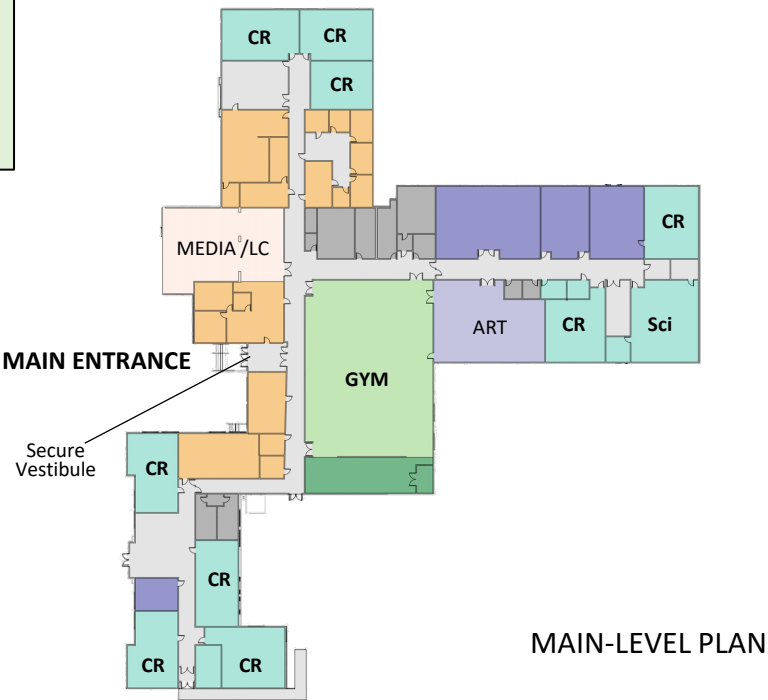 CR
CR
CR
CR
MEDIA /LC
ART
CR
Sci
MAIN ENTRANCE
GYM
Secure
Vestibule
CR
CR
CR
CR
MAIN-LEVEL PLAN